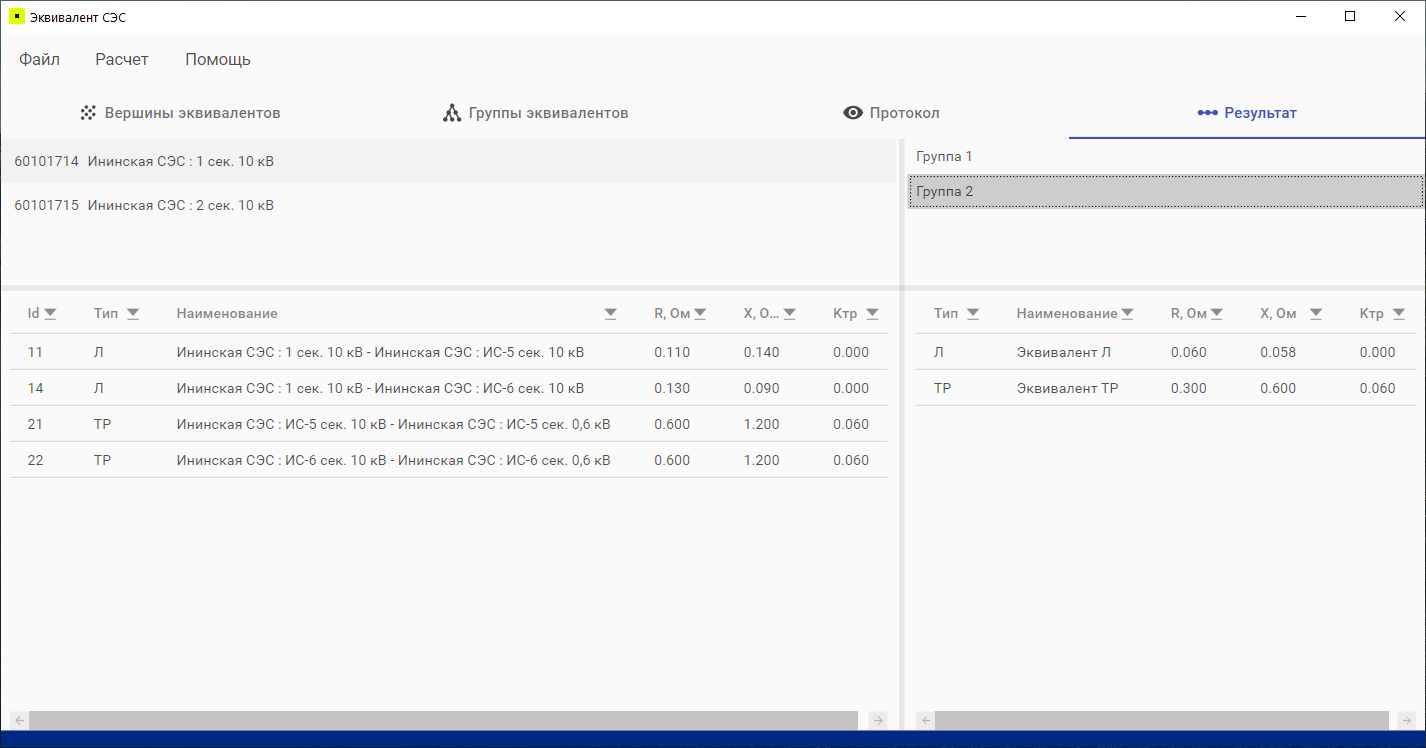 Эквивалент СЭС
Файл Расчет Помощь
Вершины эквивалентов Группы эквивалентов Протокол Результат
60101714 Ининская СЭС : 1 сек. 10 кВ
60101715 Ининская СЭС : 2 сек. 10 кВ
Группа 1
Группа 2
Id Тип Наименование R, Ом X, О... Kтр
11 Л Ининская СЭС : 1 сек. 10 кВ - Ининская СЭС : ИС-5 сек. 10 кВ 0.110 0.140 0.000
14 Л Ининская СЭС : 1 сек. 10 кВ - Ининская СЭС : ИС-6 сек. 10 кВ 0.130 0.090 0.000
21 ТР Ининская СЭС : ИС-5 сек. 10 кВ - Ининская СЭС : ИС-5 сек. 0,6 кВ 0.600 1.200 0.060
22 ТР Ининская СЭС : ИС-6 сек. 10 кВ - Ининская СЭС : ИС-6 сек. 0,6 кВ 0.600 1.200 0.060
Тип Наименование R, Ом X, Ом Kтр
Л Эквивалент Л 0.060 0.058 0.000
ТР Эквивалент ТР 0.300 0.600 0.060